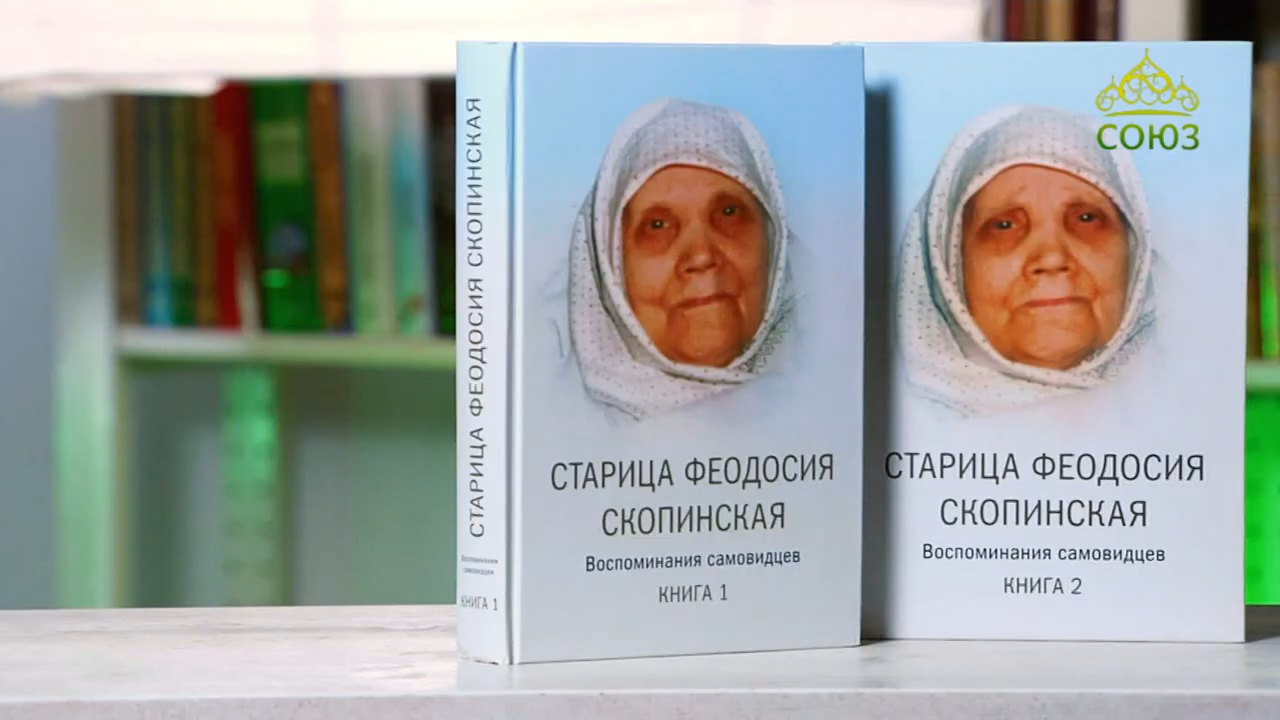 СТАРИЦА ФЕОДОСИЯ СКОПИНСКАЯ
Воспоминания
самовидцев
КНИГА 1
СТАРИЦА ФЕОДОСИЯ
СКОПИНСКАЯ
Воспоминания самовидцев
КНИГА 1
СТАРИЦА ФЕОДОСИЯ
СКОПИНСКАЯ
Воспоминания самовидцев
КНИГА 2
СОЮЗ